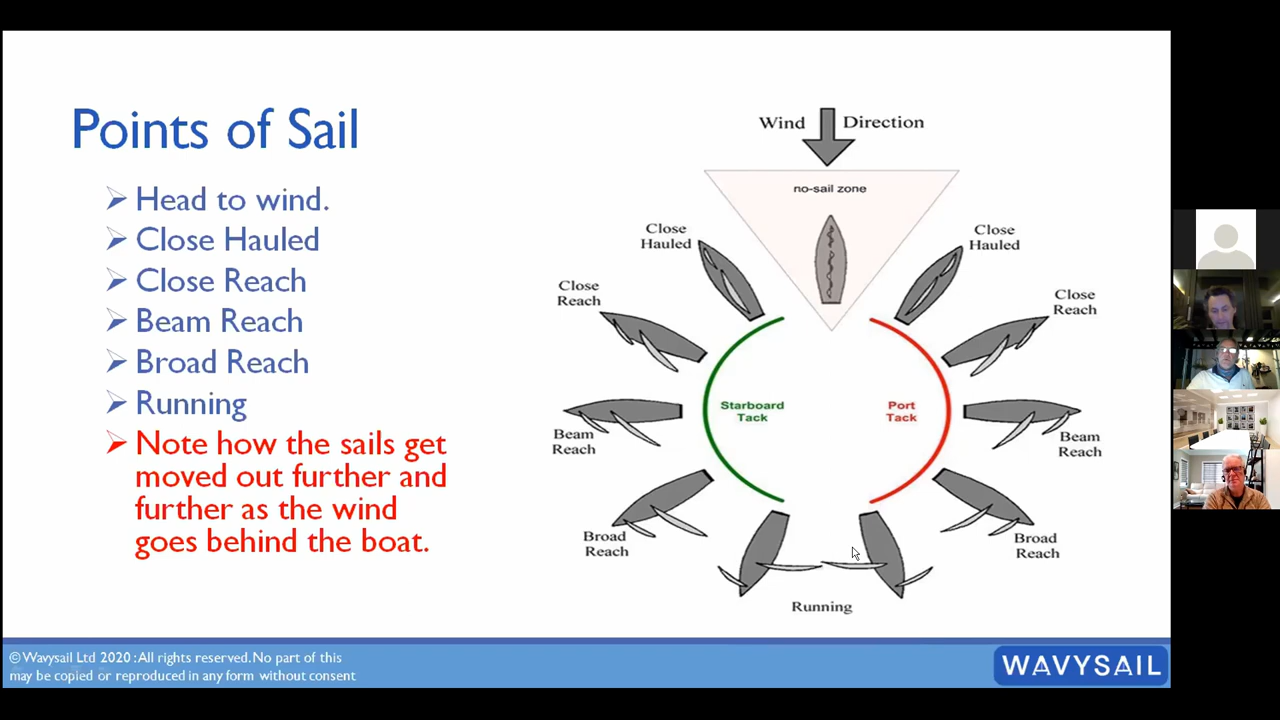 Points of Sail
Head to wind.
Close Hauled
Close Reach
Beam Reach
Broad Reach
Running
Note how the sails get
moved out further and
further as the wind
goes behind the boat.
Wind Direction
no-sail zone
Close
Hauled
Close
Hauled
Close
Reach
Close
Reach
Starboard
Tack
Port
Tack
Beam
Reach
Beam
Reach
Broad
Reach
Broad
Reach
Running
© Wavysail Ltd 2020 : All rights reserved. No part of this
may be copied or reproduced in any form without consent
WAVYSAIL